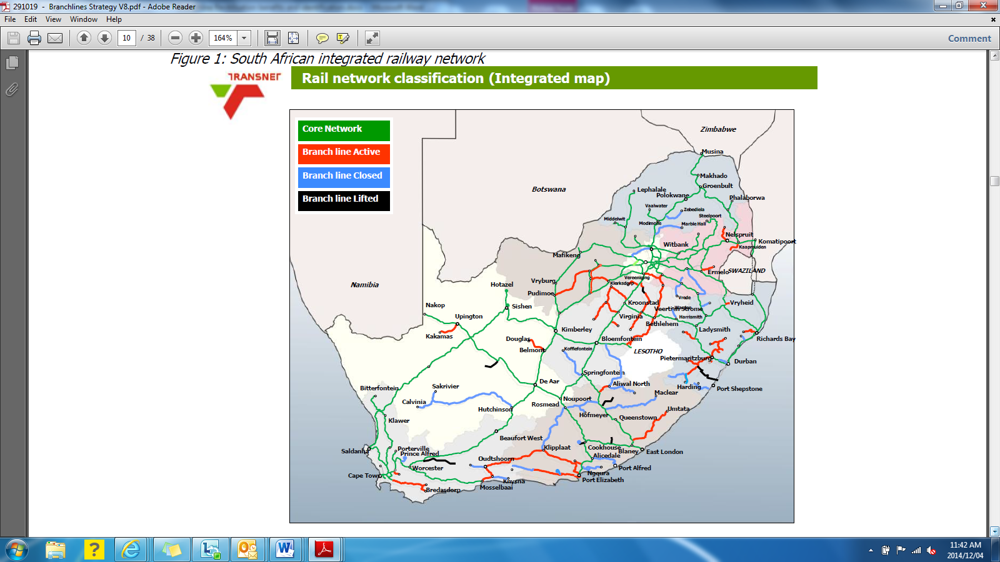 291019 - Branchlines Strategy V8.pdf - Adobe Reader
File Edit View Window Help
10 / 38 164% Comment
Figure 1: South African integrated railway network
TRANSNET
Rail network classification (Integrated map)
Core Network
Branch line Active
Branch line Closed
Branch line Lifted
Zimbabwe
Musina
Botswana
Makhado
Lephalale
Groenbult
Polokwane
Phalaborwa
Vaalwater
Zebediela
Steelpoort
Middelwit
Modimolle
Marble Hall
Nelspruit
Komatipoort
Witbank
Kaapmuiden
Mafikeng
Ermelo
SWAZILAND
Vereeniging
Vryburg
Klerksdorp
Hotazel
Namibia
Pudimoe
Vrede
Nakop
Sishen
Kroonstad
Vryheid
Warden
Veertien Strome
Upington
Virginia
Harrismith
Bethlehem
Kimberley
Ladysmith
Kakamas
Douglas
Bloemfontein
Richards Bay
Belmont
Koffiefontein
LESOTHO
Pietermaritzburg
Durban
Springfontein
De Aar
Aliwal North
Sakrivier
Harding
Port Shepstone
Bitterfontein
Maclear
Calvinia
Noupoort
Rosmead
Hutchinson
Umtata
Hofmeyer
Queenstown
Klawer
Beaufort West
Saldanha
Porterville
Klipplaat
Cookhouse
Blaney
East London
Prince Alfred
Alicedale
Oudtshoorn
Worcester
Port Alfred
Cape Town
Ngqura
Knysna
Port Elizabeth
Mosselbaai
Bredasdorp
11:42 AM
2014/12/04